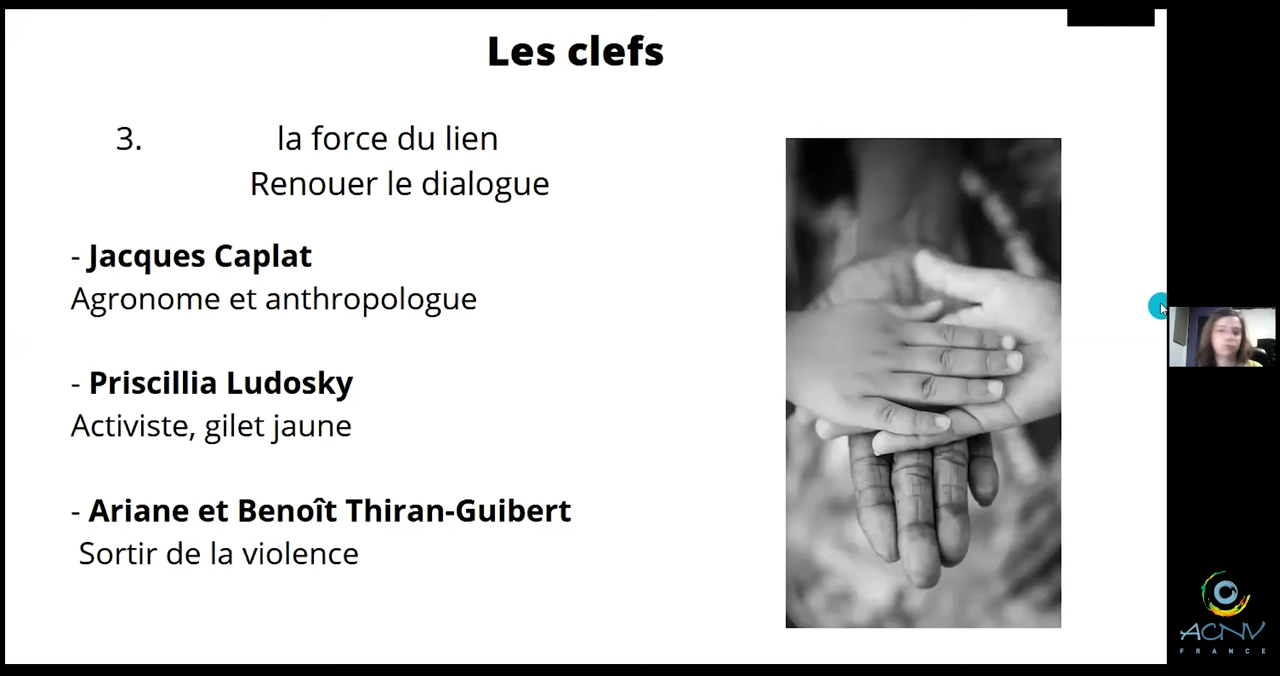 Les clefs
3. la force du lien
Renouer le dialogue
- Jacques Caplat
Agronome et anthropologue
- Priscillia Ludosky
Activiste, gilet jaune
- Ariane et Benoît Thiran-Guibert
Sortir de la violence
ACNV
FRANCE